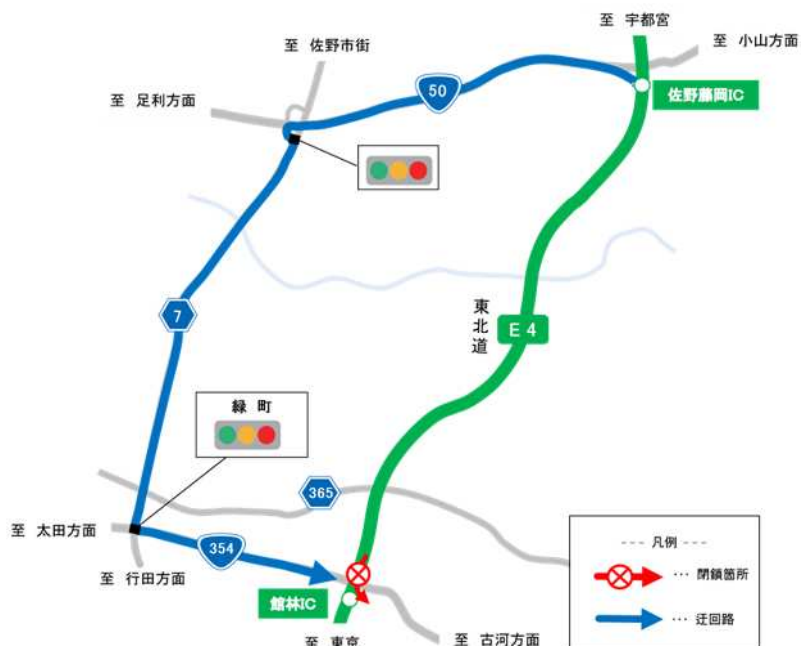 至 宇都宮
至 小山方面
至 佐野市街
至 足利方面
50
佐野藤岡IC
7
東北道
E 4
緑 町
365
至 太田方面
354
至 行田方面
館林IC
至 東京
至 古河方面
--- 凡例 ---
… 閉鎖箇所
… 迂回路